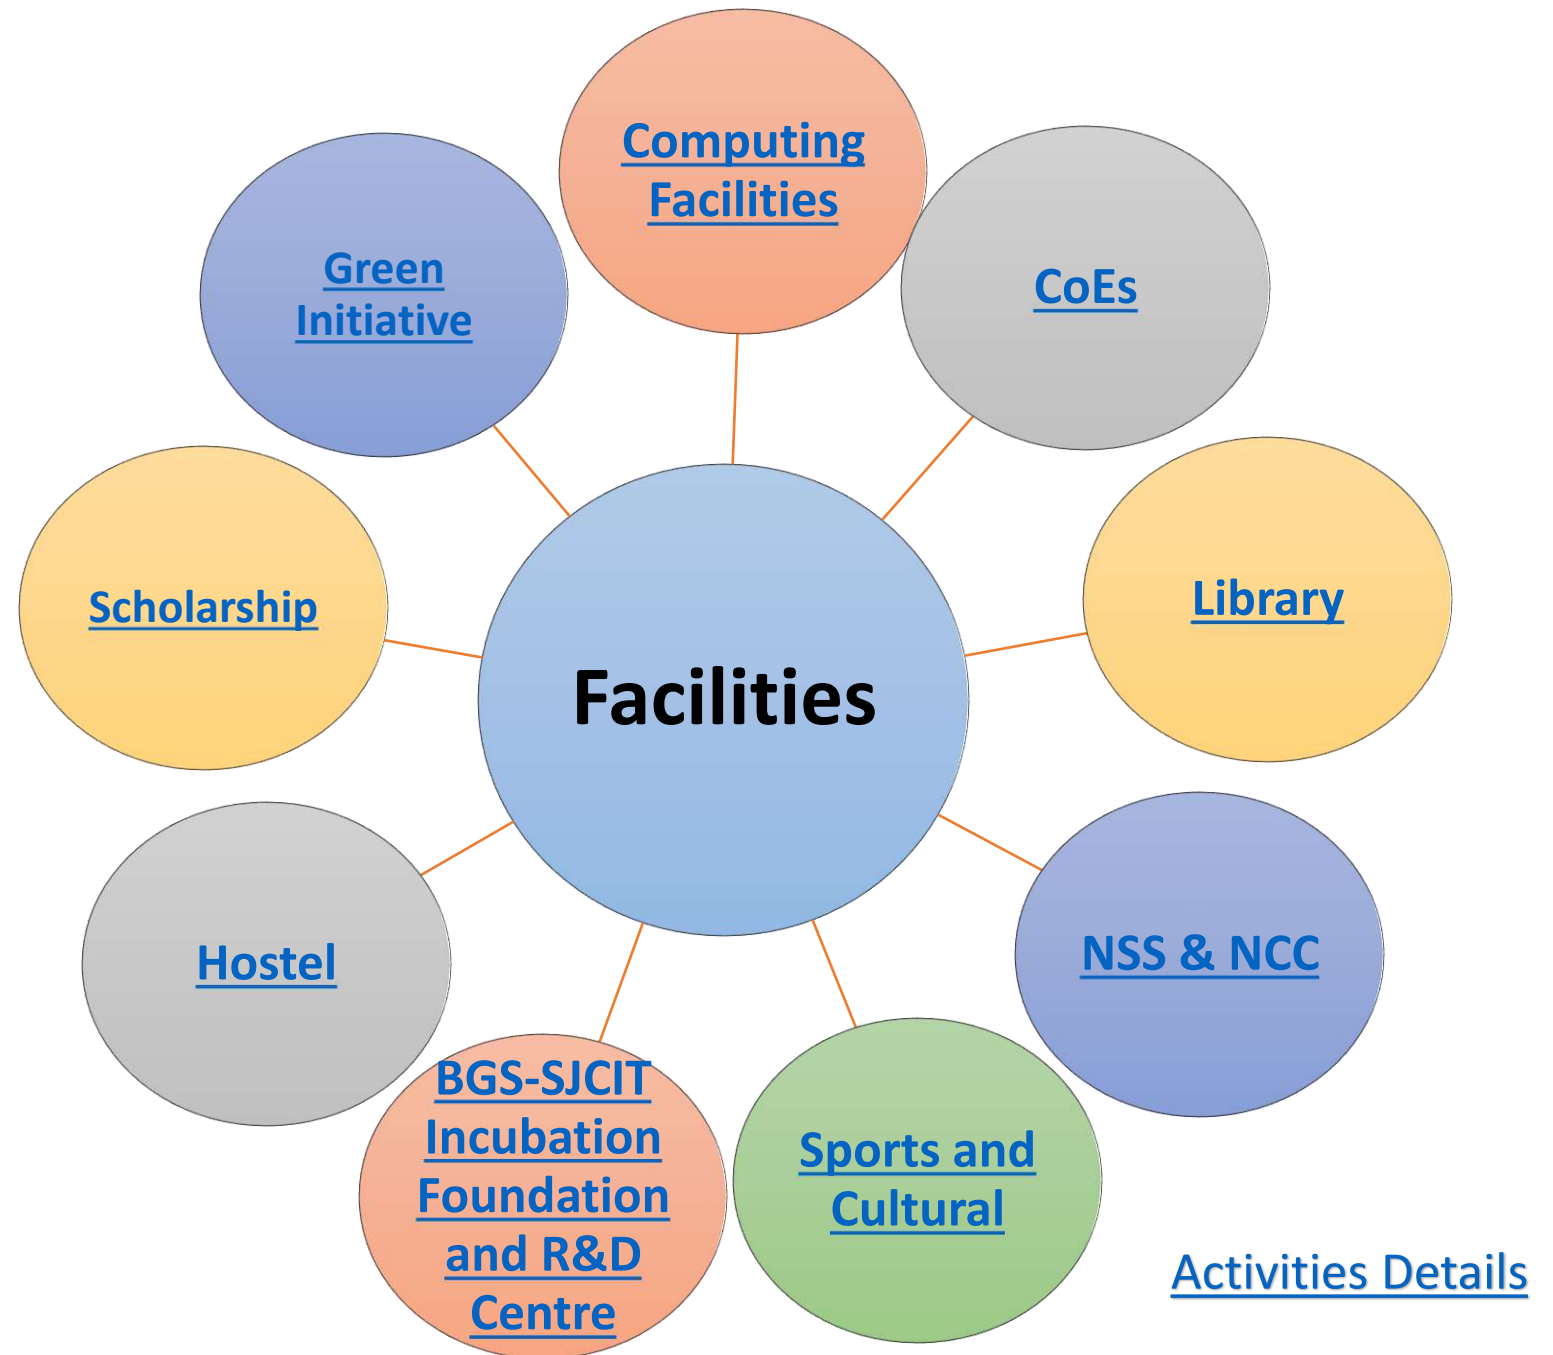 Computing
Facilities
CoEs
Library
NSS & NCC
Sports and
Cultural
BGS-SJCIT
Incubation
Foundation
and R&D
Centre
Hostel
Scholarship
Green
Initiative
Facilities
Activities Details